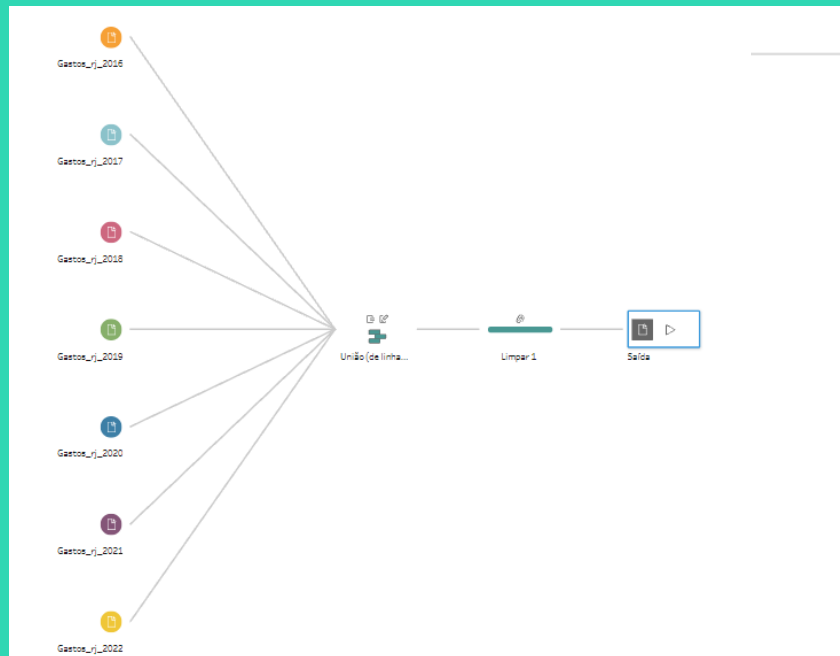 Gastos_rj_2016
Gastos_rj_2017
Gastos_rj_2018
Gastos_rj_2019
União (de linha...
Limpar 1
Saída
Gastos_rj_2020
Gastos_rj_2021
Gastos_rj_2022